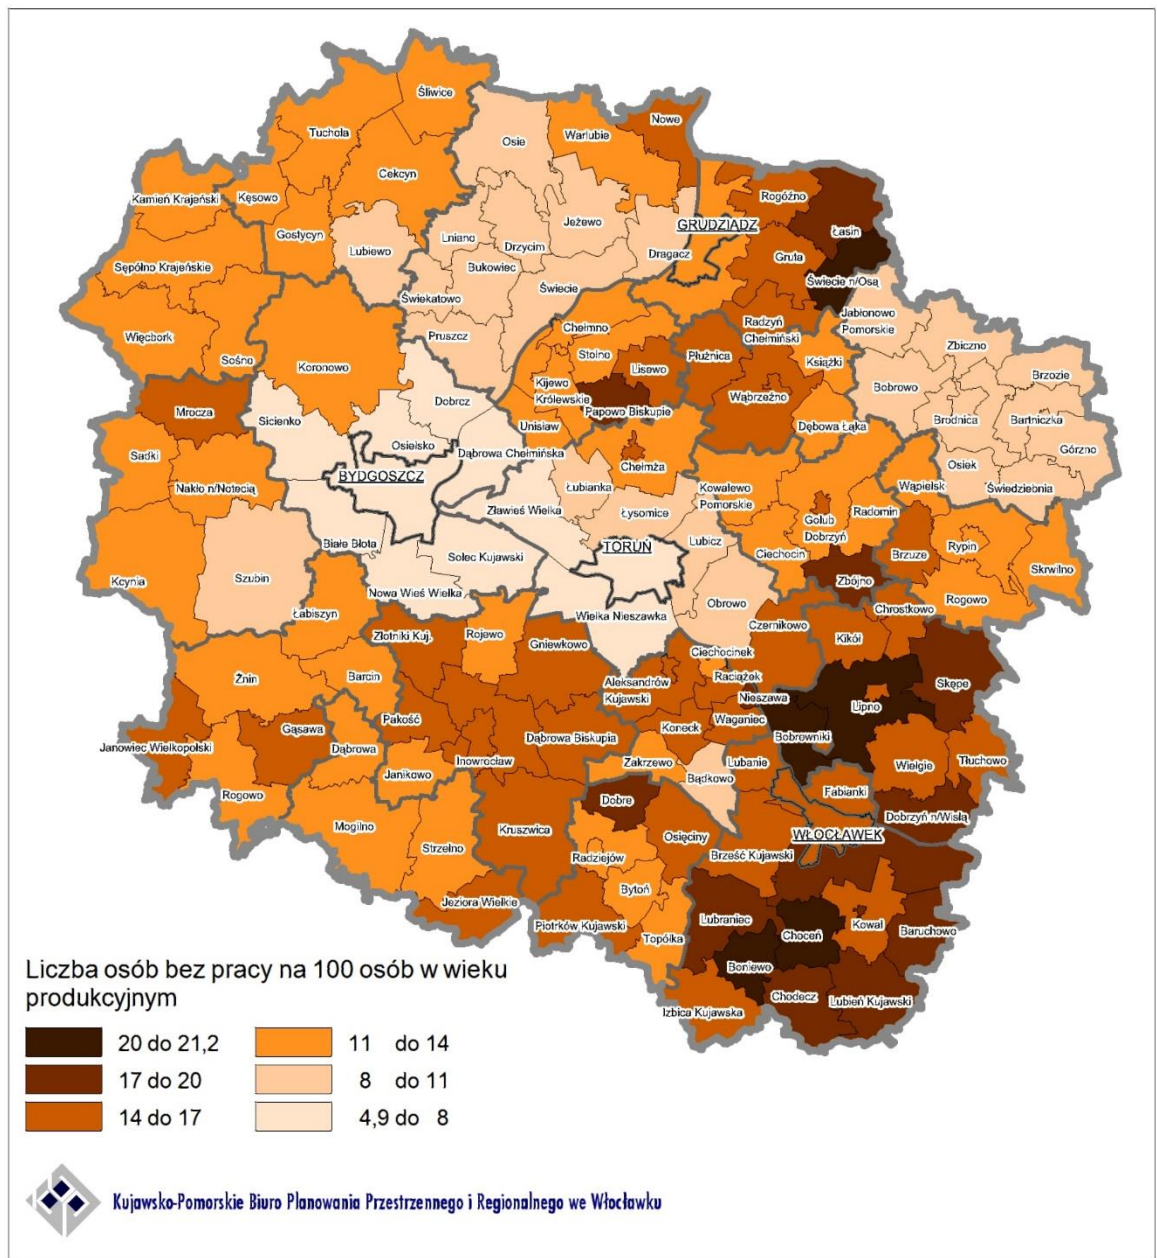 Śliwice
Nowe
Tuchola
Osie
Warlubie
Cekcyn
Kamień Krajeński
Kęsowo
Rogóźno
Jeżewo
GRUDZIĄDZ
Łasin
Gostycyn
Lniano
Drzycim
Lubiewo
Dragacz
Gruta
Sępólno Krajeńskie
Bukowiec
Świecie n/Osą
Świekatowo
Świecie
Jabłonowo
Pomorskie
Radzyń
Chełmiński
Więcbork
Pruszcz
Chełmno
Zbiczno
Sośno
Koronowo
Stolno
Płużnica
Książki
Lisewo
Brzozie
Kijewo
Królewskie
Bobrowo
Mrocza
Dobrcz
Papowo Biskupie
Wąbrzeźno
Sicienko
Unisław
Dębowa Łąka
Brodnica
Bartniczka
Osielsko
Dąbrowa Chełmińska
Górzno
Sadki
Chełmża
Osiek
BYDGOSZCZ
Nakło n/Notecią
Łubianka
Kowalewo
Pomorskie
Wąpielsk
Świedziebnia
Zławieś Wielka
Łysomice
Golub
Dobrzyń
Radomin
Białe Błota
TORUŃ
Lubicz
Rypin
Solec Kujawski
Ciechocin
Brzuze
Skrwilno
Kcynia
Szubin
Zbójno
Nowa Wieś Wielka
Rogowo
Łabiszyn
Obrowo
Wielka Nieszawka
Chrostkowo
Czernikowo
Złotniki Kuj.
Rojewo
Kikół
Gniewkowo
Ciechocinek
Żnin
Barcin
Aleksandrów
Kujawski
Raciążek
Skępe
Nieszawa
Lipno
Pakość
Waganiec
Gąsawa
Koneck
Janowiec Wielkopolski
Dąbrowa
Dąbrowa Biskupia
Bobrowniki
Inowrocław
Zakrzewo
Lubanie
Wielgie
Tłuchowo
Janikowo
Bądkowo
Rogowo
Fabianki
Dobre
Dobrzyń n/Wisłą
Mogilno
Kruszwica
Osięciny
WŁOCŁAWEK
Strzelno
Radziejów
Brześć Kujawski
Bytoń
Jeziora Wielkie
Lubraniec
Kowal
Piotrków Kujawski
Choceń
Baruchowo
Topólka
Boniewo
Chodecz
Lubień Kujawski
Izbica Kujawska
Liczba osób bez pracy na 100 osób w wieku
produkcyjnym
20 do 21,2
11 do 14
17 do 20
8 do 11
14 do 17
4,9 do 8
Kujawsko-Pomorskie Biuro Planowania Przestrzennego i Regionalnego we Włocławku